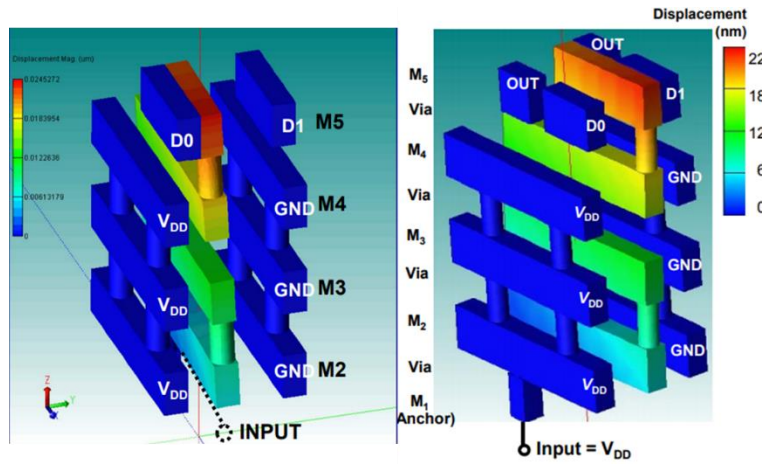 Displacement Mag. (um)
0.0245272
0.0183954
0.0122636
0.00613179
0
D0
D1 M5
VDD
GND M4
VDD
GND M3
VDD
GND M2
Z
Y
X
INPUT
Displacement
(nm)
22
12
6
0
M5
Via
M4
Via
M3
Via
M2
Via
M1
Anchor)
OUT
OUT
D1
D0
GND
VDD
GND
VDD
GND
VDD
Input = VDD